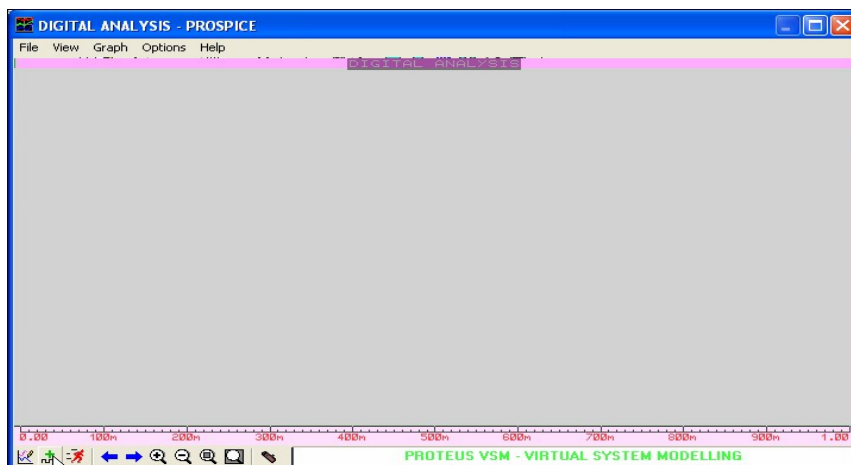 DIGITAL ANALYSIS - PROSPICE
File View Graph Options Help
DIGITAL ANALYSIS
0.00 100m 200m 300m 400m 500m 600m 700m 800m 900m 1.00
PROTEUS VSM - VIRTUAL SYSTEM MODELLING